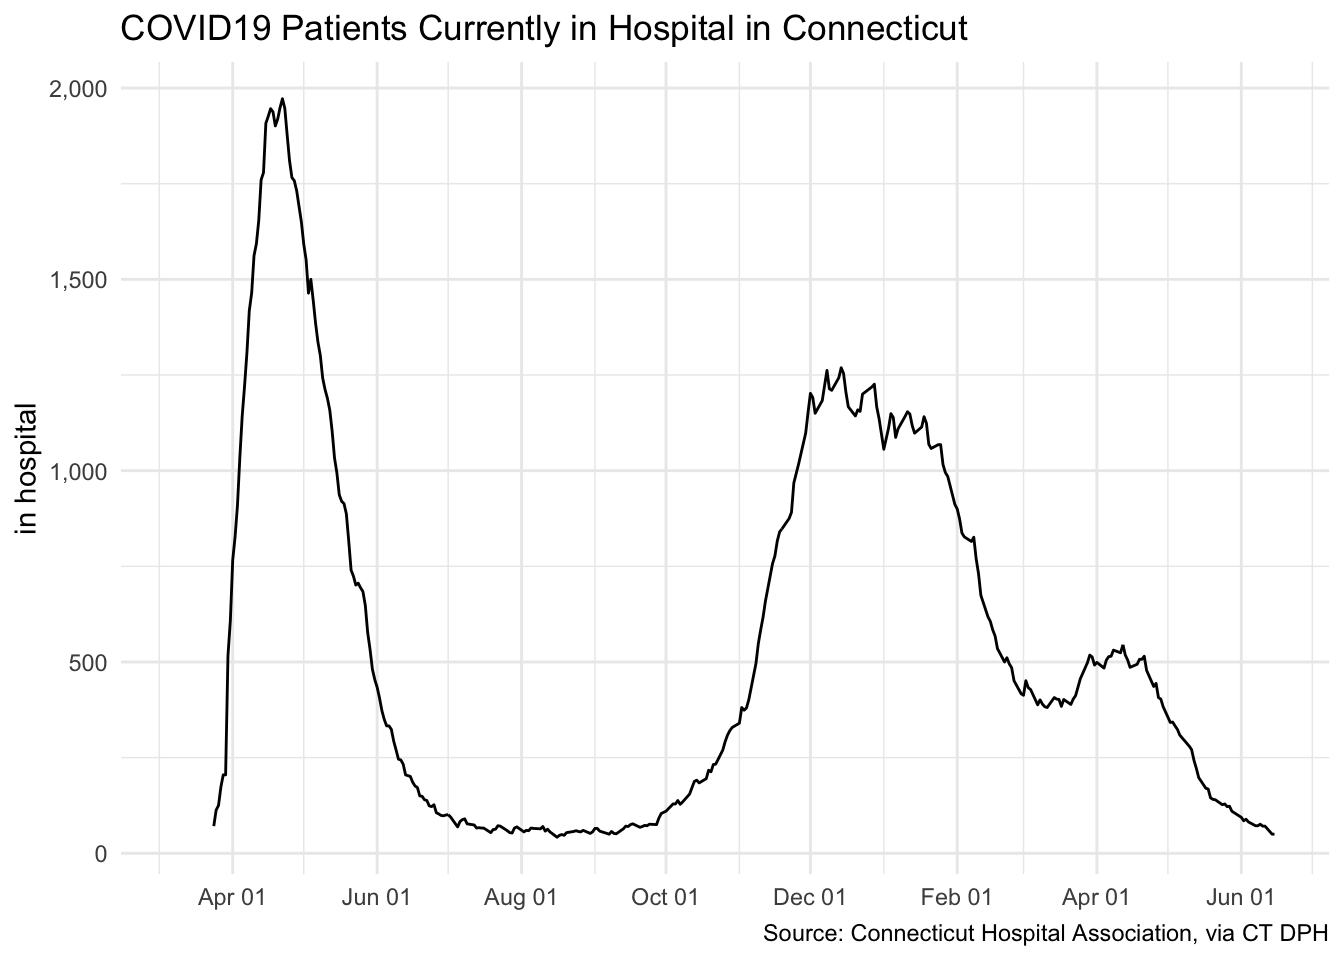 COVID19 Patients Currently in Hospital in Connecticut
2,000
1,500
1,000
500
0
in hospital
Apr 01 Jun 01 Aug 01 Oct 01 Dec 01 Feb 01 Apr 01 Jun 01
Source: Connecticut Hospital Association, via CT DPH